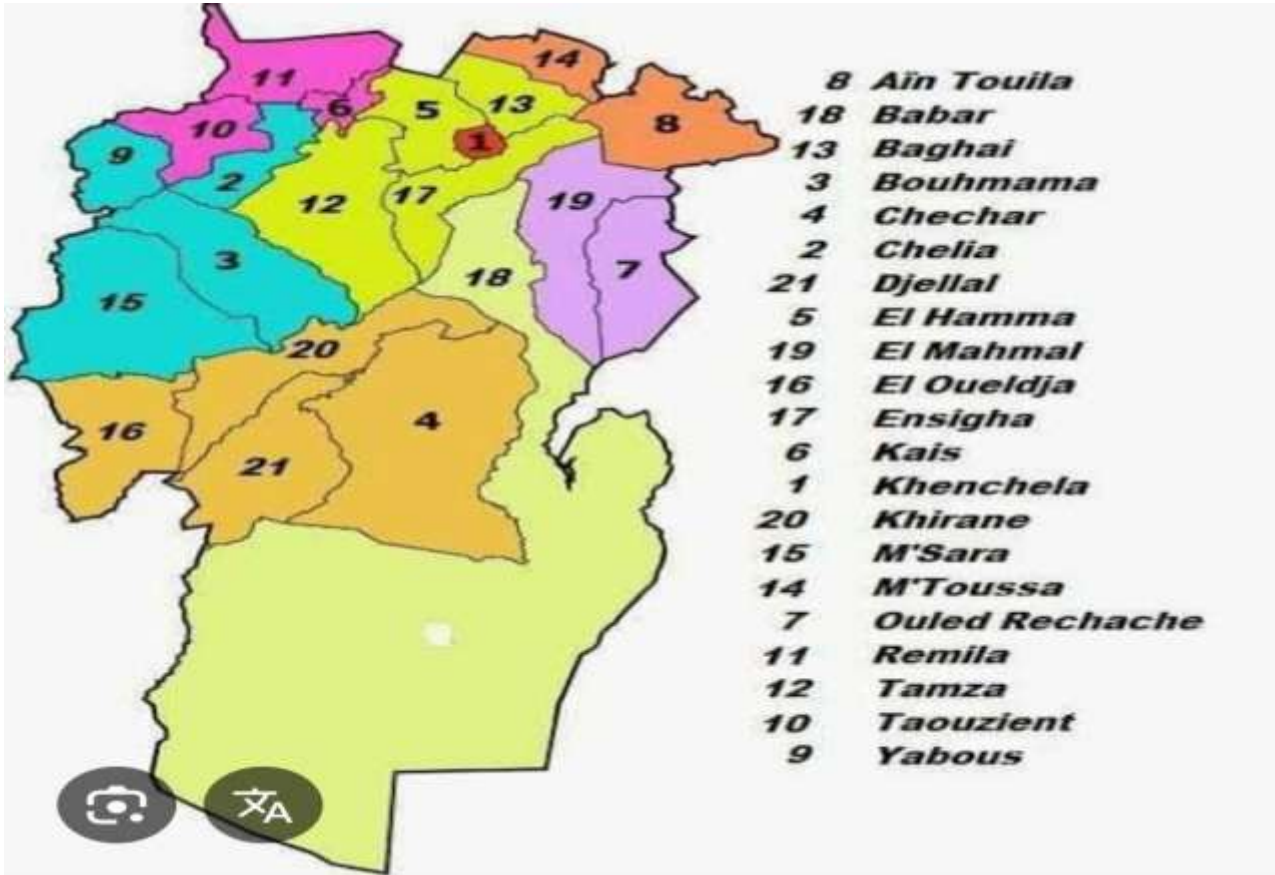 11
14
6
5
13
8
10
1
9
2
12
17
19
3
18
7
15
20
16
4
21
8 Aïn Touila
18 Babar
13 Baghai
3 Bouhmama
4 Chechar
2 Chelia
21 Djellal
5 El Hamma
19 El Mahmal
16 El Oueldja
17 Ensigha
6 Kais
1 Khenchela
20 Khirane
15 M'Sara
14 M'Toussa
7 Ouled Rechache
11 Remila
12 Tamza
10 Taouzient
9 Yabous
文A